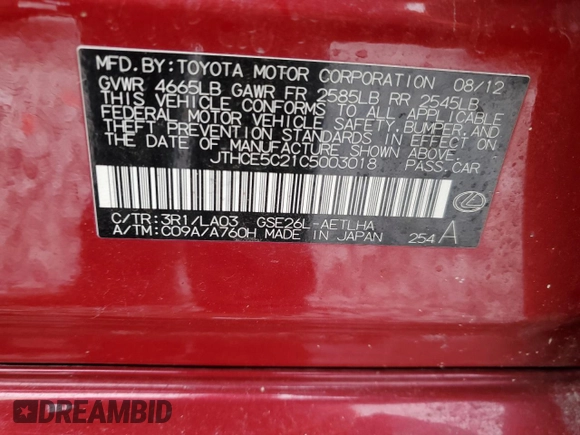 MFD. BY: TOYOTA MOTOR CORPORATION 08/12
GVWR 4665LB GAWR FR 2585LB RR 2545LB
THIS VEHICLE CONFORMS TO ALL APPLICABLE
FEDERAL MOTOR VEHICLE SAFETY, BUMPER, AND
THEFT PREVENTION STANDARDS IN EFFECT ON
THE DATE OF MANUFACTURE SHOWN ABOVE.
JTHCE5C21C5003018 PASS. CAR
C/TR: 3R1/LA03 GSE26L-AETLHA
A/TM: C09A/A760H MADE IN JAPAN 254 A
DREAMBID